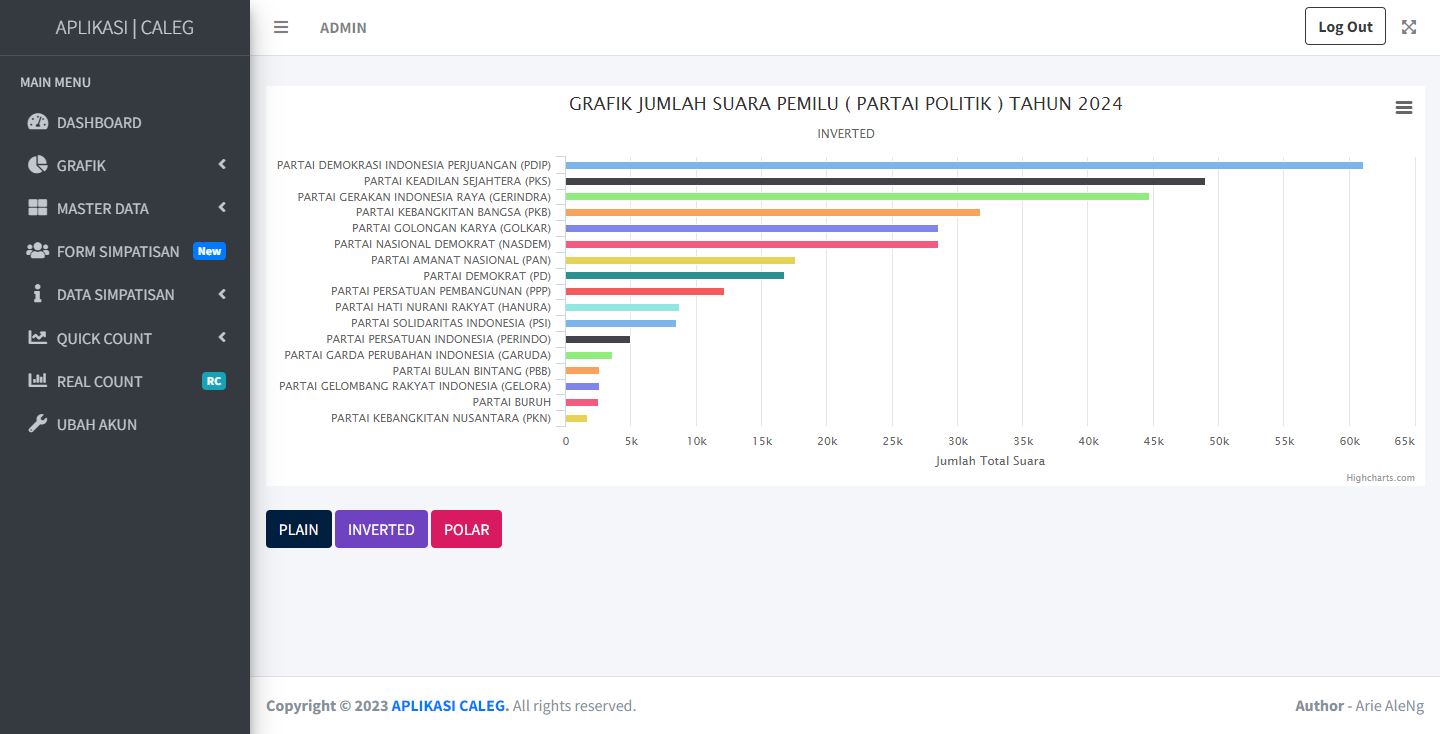 APLIKASI | CALEG
ADMIN
Log Out
MAIN MENU
DASHBOARD
GRAFIK
MASTER DATA
FORM SIMPATISAN New
DATA SIMPATISAN
QUICK COUNT
REAL COUNT RC
UBAH AKUN
GRAFIK JUMLAH SUARA PEMILU ( PARTAI POLITIK ) TAHUN 2024
INVERTED
PARTAI DEMOKRASI INDONESIA PERJUANGAN (PDIP)
PARTAI KEADILAN SEJAHTERA (PKS)
PARTAI GERAKAN INDONESIA RAYA (GERINDRA)
PARTAI KEBANGKITAN BANGSA (PKB)
PARTAI GOLONGAN KARYA (GOLKAR)
PARTAI NASIONAL DEMOKRAT (NASDEM)
PARTAI AMANAT NASIONAL (PAN)
PARTAI DEMOKRAT (PD)
PARTAI PERSATUAN PEMBANGUNAN (PPP)
PARTAI HATI NURANI RAKYAT (HANURA)
PARTAI SOLIDARITAS INDONESIA (PSI)
PARTAI PERSATUAN INDONESIA (PERINDO)
PARTAI GARDA PERUBAHAN INDONESIA (GARUDA)
PARTAI BULAN BINTANG (PBB)
PARTAI GELOMBANG RAKYAT INDONESIA (GELORA)
PARTAI BURUH
PARTAI KEBANGKITAN NUSANTARA (PKN)
0 5k 10k 15k 20k 25k 30k 35k 40k 45k 50k 55k 60k 65k
Jumlah Total Suara
Highcharts.com
PLAIN INVERTED POLAR
Copyright © 2023 APLIKASI CALEG. All rights reserved.
Author - Arie AleNg